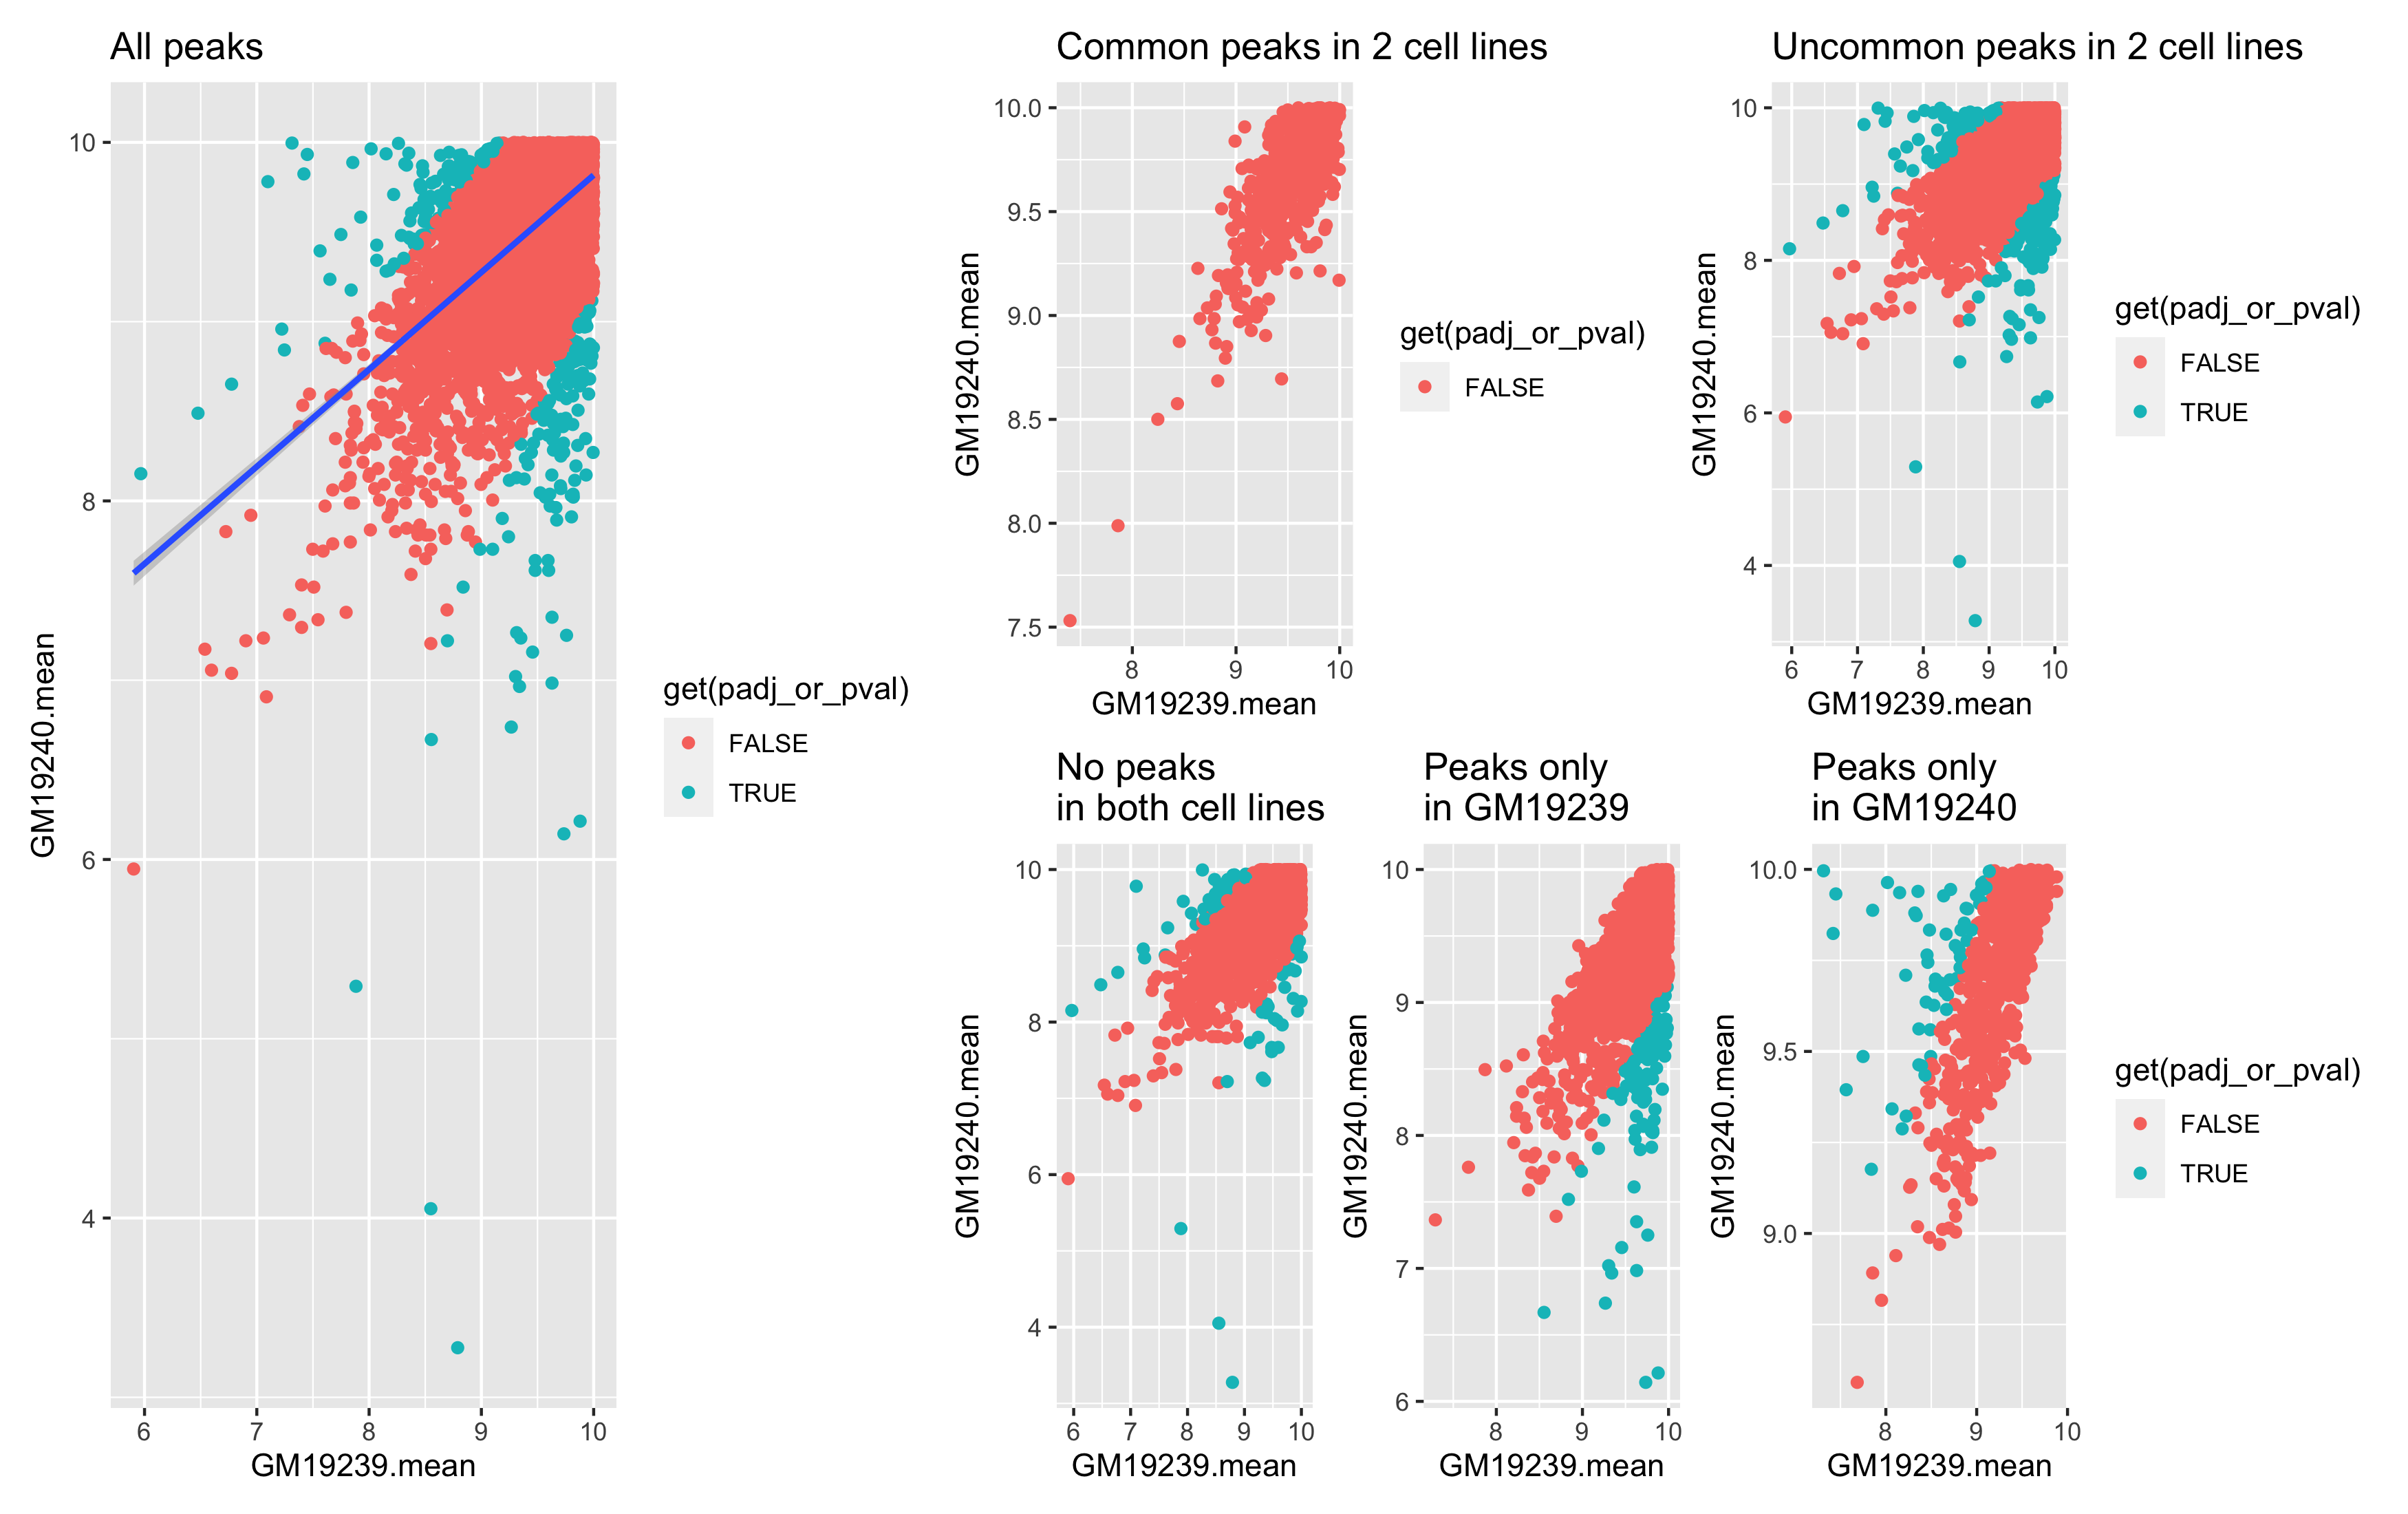 All peaks
10
8
6
4
GM19240.mean
6 7 8 9 10
GM19239.mean
get(padj_or_pval)
FALSE
TRUE
Common peaks in 2 cell lines
10.0
9.5
9.0
8.5
8.0
7.5
GM19240.mean
8 9 10
GM19239.mean
get(padj_or_pval)
FALSE
Uncommon peaks in 2 cell lines
10
8
6
4
GM19240.mean
6 7 8 9 10
GM19239.mean
get(padj_or_pval)
FALSE
TRUE
No peaks
in both cell lines
10
8
6
4
GM19240.mean
6 7 8 9 10
GM19239.mean
Peaks only
in GM19239
10
9
8
7
6
GM19240.mean
8 9 10
GM19239.mean
Peaks only
in GM19240
10.0
9.5
9.0
GM19240.mean
8 9 10
GM19239.mean
get(padj_or_pval)
FALSE
TRUE